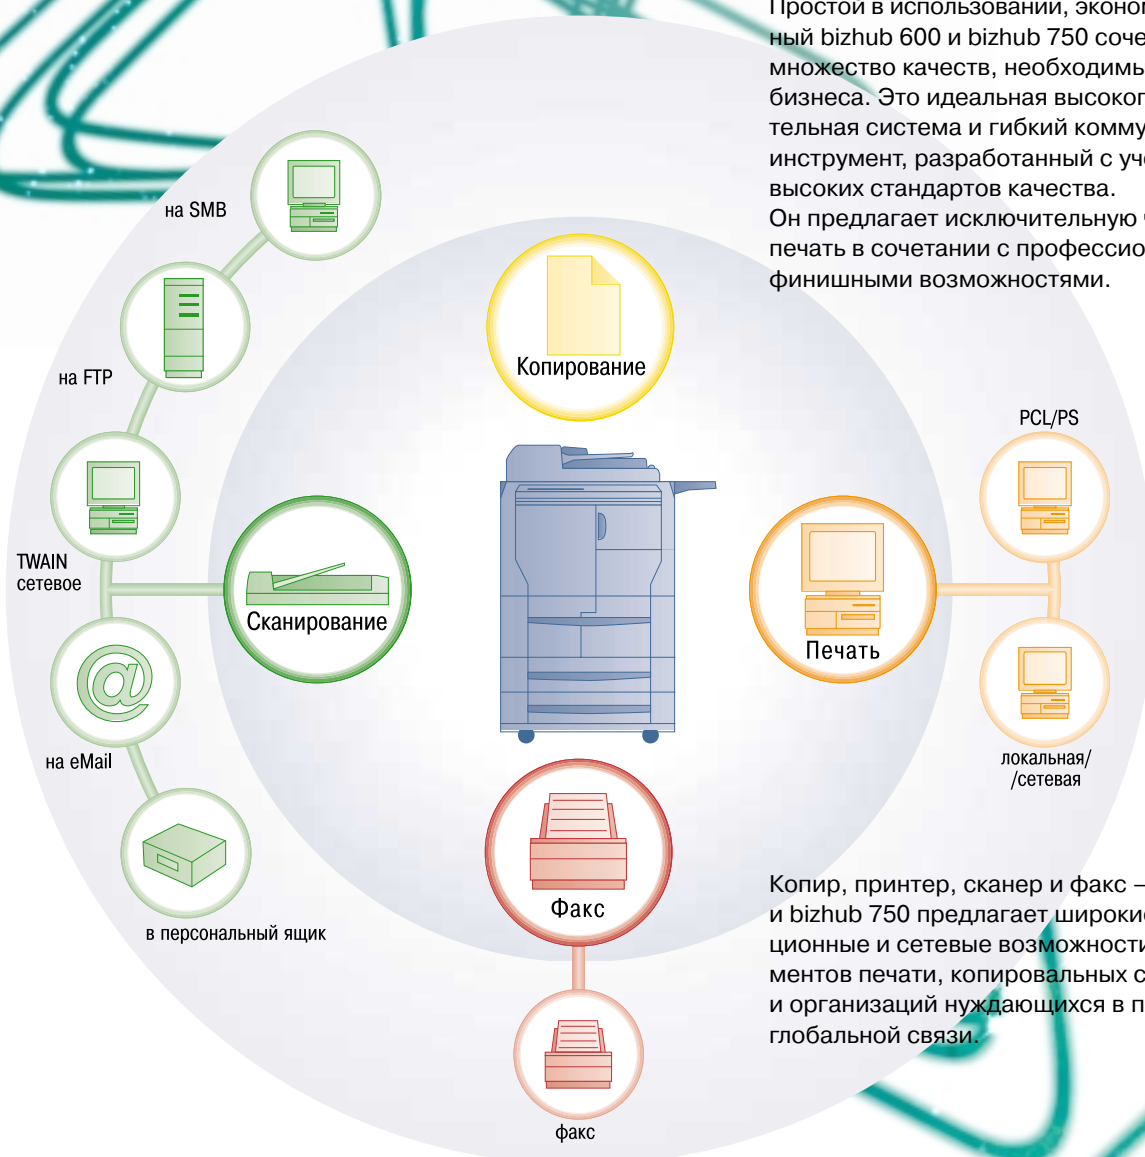 Простой в использовании, эконом
ный bizhub 600 и bizhub 750 соче
множество качеств, необходимы
бизнеса. Это идеальная высоко
тельная система и гибкий комму
инструмент, разработанный с уч
высоких стандартов качества.
Он предлагает исключительную
печать в сочетании с профессио
финишными возможностями.
на SMB
на FTP
TWAIN
сетевое
на eMail
в персональный ящик
Копирование
Сканирование
PCL/PS
Печать
локальная/
/сетевая
Факс
факс
Копир, принтер, сканер и факс –
и bizhub 750 предлагает широки
ционные и сетевые возможности
ментов печати, копировальных с
и организаций нуждающихся в п
глобальной связи.